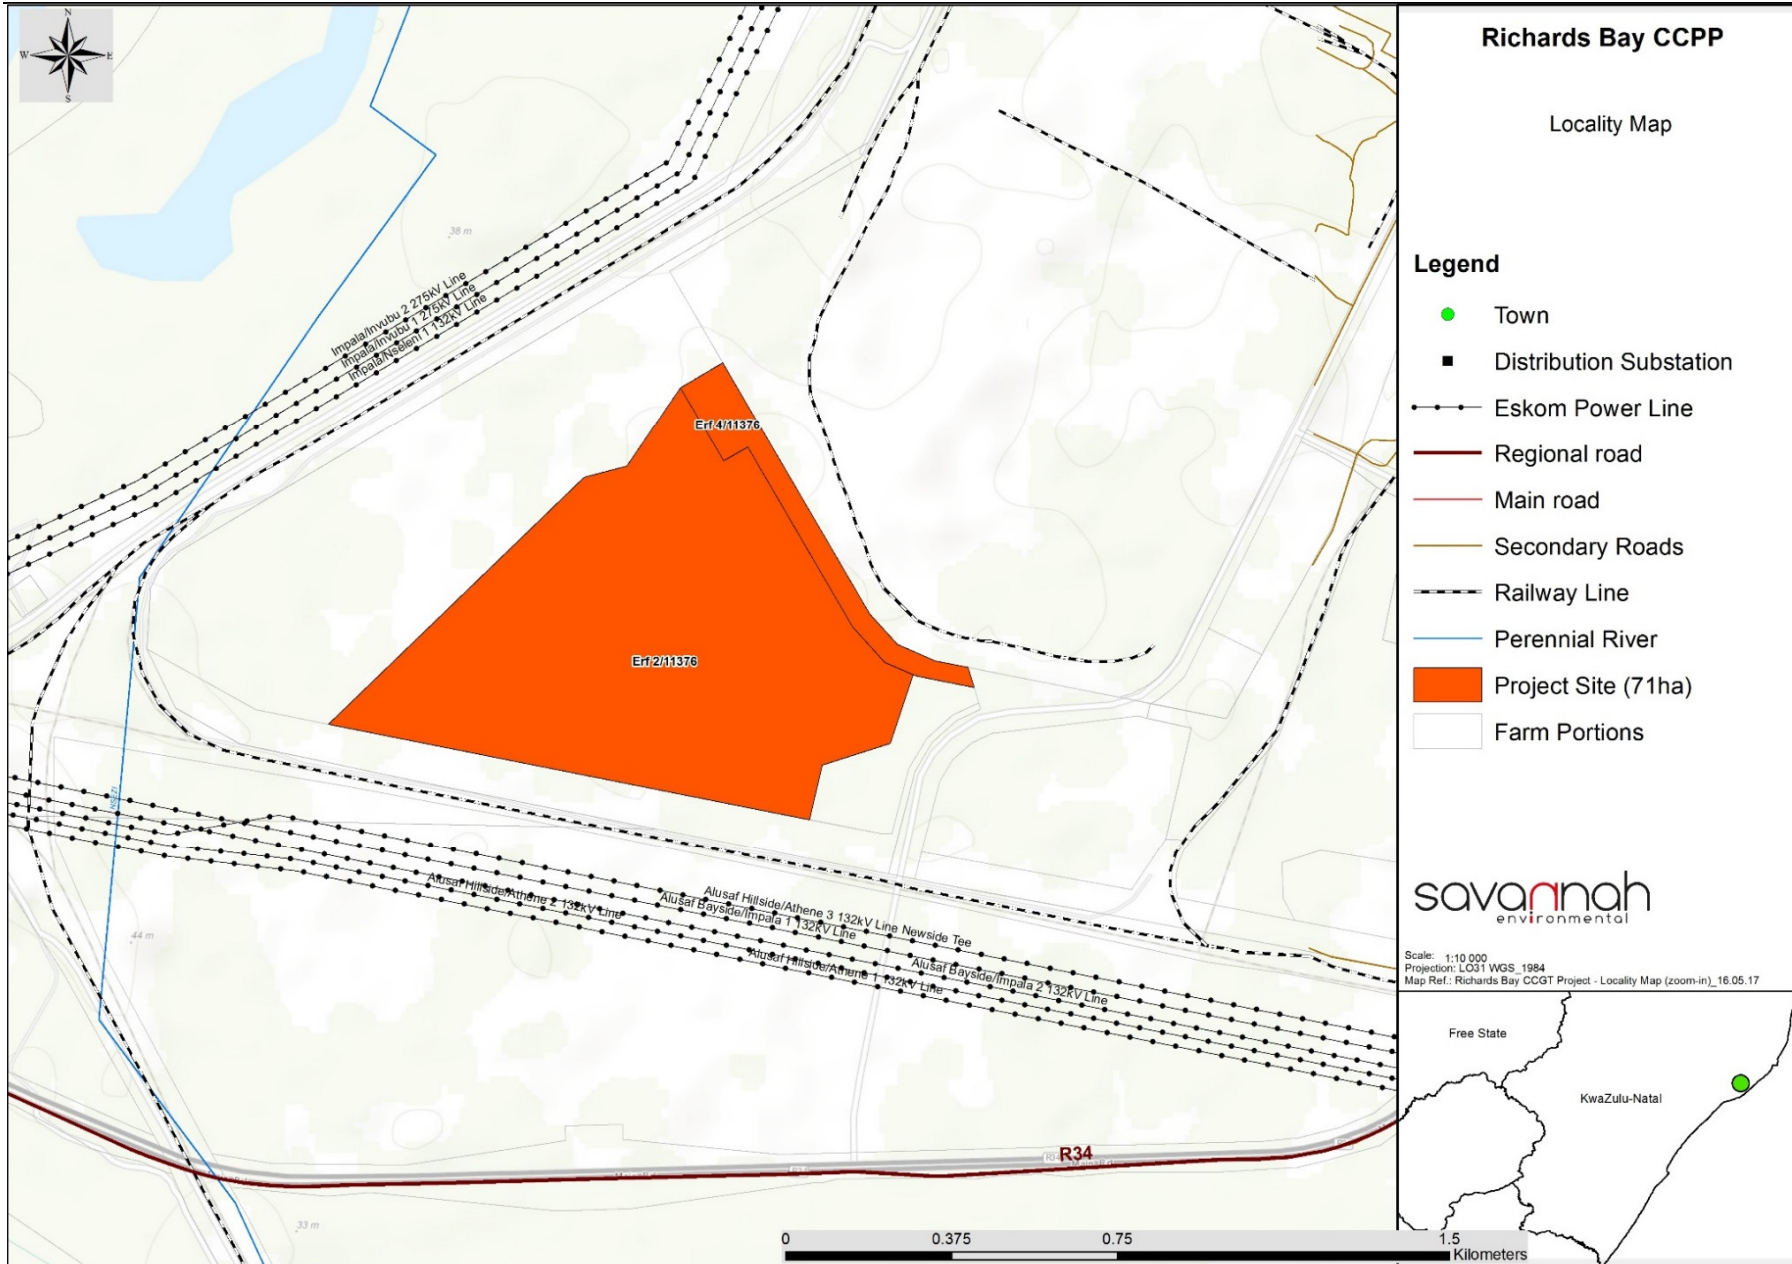 N
W E
S
38 m
Impala/Invubu 2 275kV Line
Impala/Invubu 1 275kV Line
Impala/Nseleni 1 132kV Line
Erf 4/11376
Erf 2/11376
NSEZI
Alusaf Hillside/Athene 2 132kV Line
Alusaf Hillside/Athene 3 132kV Line Newside Tee
Alusaf Bayside/Impala 1 132kV Line
Alusaf Hillside/Athene 1 132kV Line
Alusaf Bayside/Impala 2 132kV Line
44 m
R34
33 m
0 0.375 0.75 1.5
Kilometers
Richards Bay CCPP
Locality Map
Legend
Town
Distribution Substation
Eskom Power Line
Regional road
Main road
Secondary Roads
Railway Line
Perennial River
Project Site (71ha)
Farm Portions
savannah
environmental
Scale: 1:10 000
Projection: LO31 WGS_1984
Map Ref.: Richards Bay CCGT Project - Locality Map (zoom-in)_16.05.17
Free State
KwaZulu-Natal